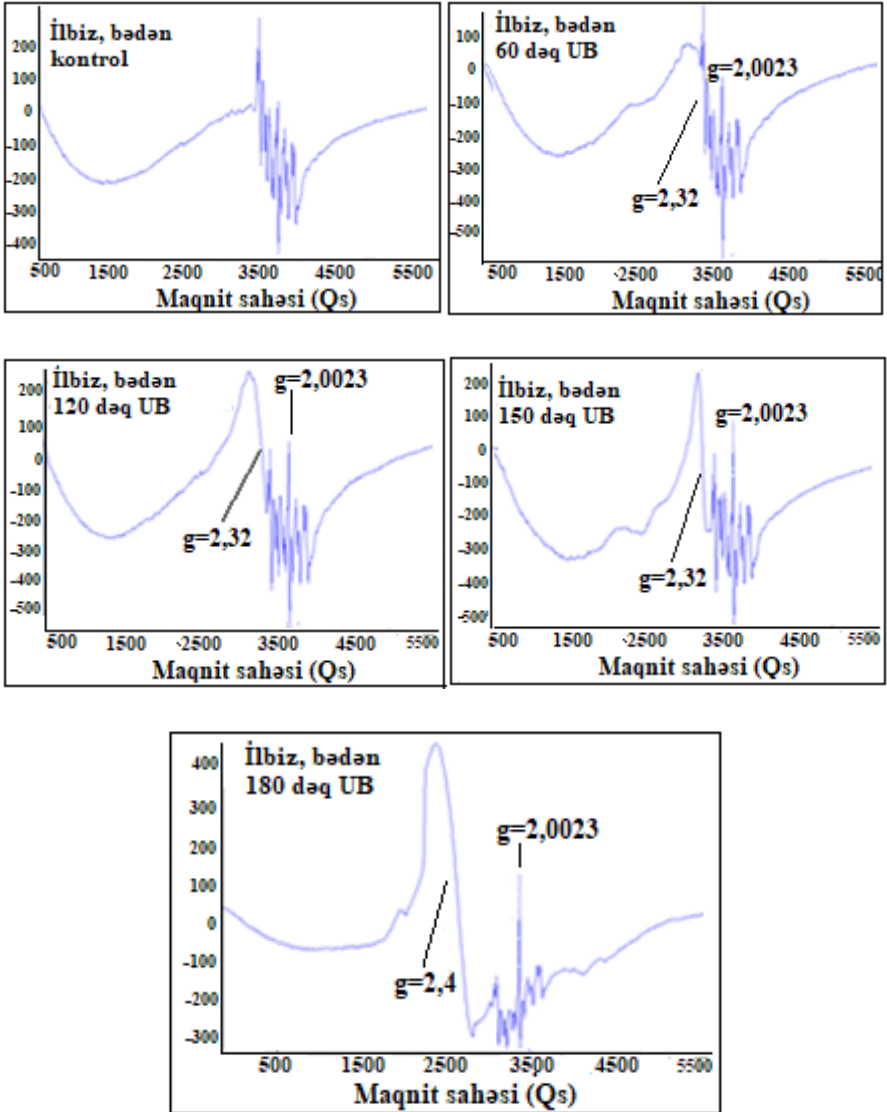 İlbiz, bədən
kontrol
200
100
0
-100
-200
-300
-400
500 1500 2500 3500 4500 5500
Maqnit sahəsi (Qs)
İlbiz, bədən
60 dəq UB
100
0
-100
-200
-300
-400
-500
g=2,0023
g=2,32
500 1500 -2500 3500 4500 5500
Maqnit sahəsi (Qs)
İlbiz, bədən
120 dəq UB
200
100
0
-100
-200
-300
-400
-500
g=2,0023
g=2,32
500 1500 -2500 3500 4500 5500
Maqnit sahəsi (Qs)
İlbiz, bədən
150 dəq UB
200
100
0
-100
-200
-300
-400
-500
g=2,0023
g=2,32
500 1500 -2500 3500 4500 5500
Maqnit sahəsi (Qs)
İlbiz, bədən
180 dəq UB
400
300
200
100
0
-100
-200
-300
g=2,0023
g=2,4
500 1500 2500 3500 4500 5500
Maqnit sahəsi (Qs)